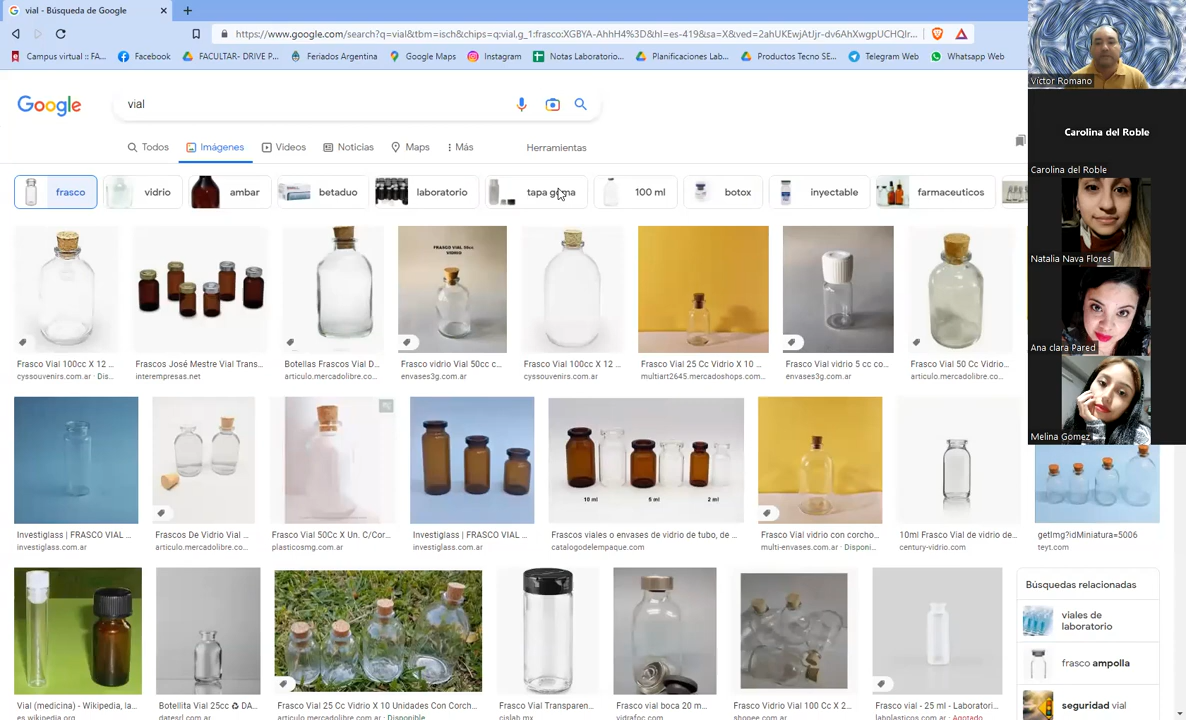 vial - Búsqueda de Google
https://www.google.com/search?q=vial&tbm=isch&chips=q:vial,g_1:frasco:XGBYA-AhhH4%3D&hl=es-419&sa=X&ved=2ahUKEwjAtJjr-dv6AhXwgpUCHQIr...
Campus virtual :: FA...
Facebook
FACULTAR- DRIVE P...
Feriados Argentina
Google Maps
Instagram
Notas Laboratorio...
Planificaciones Lab...
Productos Tecno SE...
Telegram Web
Whatsapp Web
Google
vial
Todos
Imágenes
Videos
Noticias
Maps
Más
Herramientas
frasco
vidrio
ambar
betaduo
laboratorio
tapa goma
100 ml
botox
inyectable
farmaceuticos
FRASCO VIAL 50cc
VIDRIO
Frasco Vial 100cc X 12 ...
cyssouvenirs.com.ar · Dis...
Frascos José Mestre Vial Trans...
interempresas.net
Botellas Frascos Vial D...
articulo.mercadolibre.co...
Frasco vidrio Vial 50cc c...
envases3g.com.ar
Frasco Vial 100cc X 12 ...
cyssouvenirs.com.ar
Frasco Vial 25 Cc Vidrio X 10 ...
multiart2645.mercadoshops.com...
Frasco Vial vidrio 5 cc co...
envases3g.com.ar
Frasco Vial 50 Cc Vidrio...
articulo.mercadolibre.co...
10 ml
6 ml
2 ml
Investiglass | FRASCO VIAL ...
investiglass.com.ar
Frascos De Vidrio Vial ...
articulo.mercadolibre.co...
Frasco Vial 50Cc X Un. C/Cor...
plasticosmg.com.ar
Investiglass | FRASCO VIAL ...
investiglass.com.ar
Frascos viales o envases de vidrio de tubo, de ...
catalogodelempaque.com
Frasco Vial vidrio con corcho...
multi-envases.com.ar · Disponi...
10ml Frasco Vial de vidrio de...
century-vidrio.com
getImg?idMiniatura=5006
teyt.com
Vial (medicina) - Wikipedia, la...
es.wikipedia.org
Botellita Vial 25cc ♻ DA...
datesrl.com.ar
Frasco Vial 25 Cc Vidrio X 10 Unidades Con Corch...
articulo.mercadolibre.com.ar · Disponible
Frasco Vial Transparen...
cislab.mx
Frasco vial boca 20 m...
vidrafoc.com
Frasco Vidrio Vial 100 Cc X 2...
shopee.com.ar
Frasco vial - 25 ml - Laboratori...
labolasticos.com.ar · Agotado
Búsquedas relacionadas
viales de
laboratorio
frasco ampolla
seguridad vial
Victor Romano
Carolina del Roble
Carolina del Roble
Natalia Nava Flores
Ana clara Pared
Melina Gomez